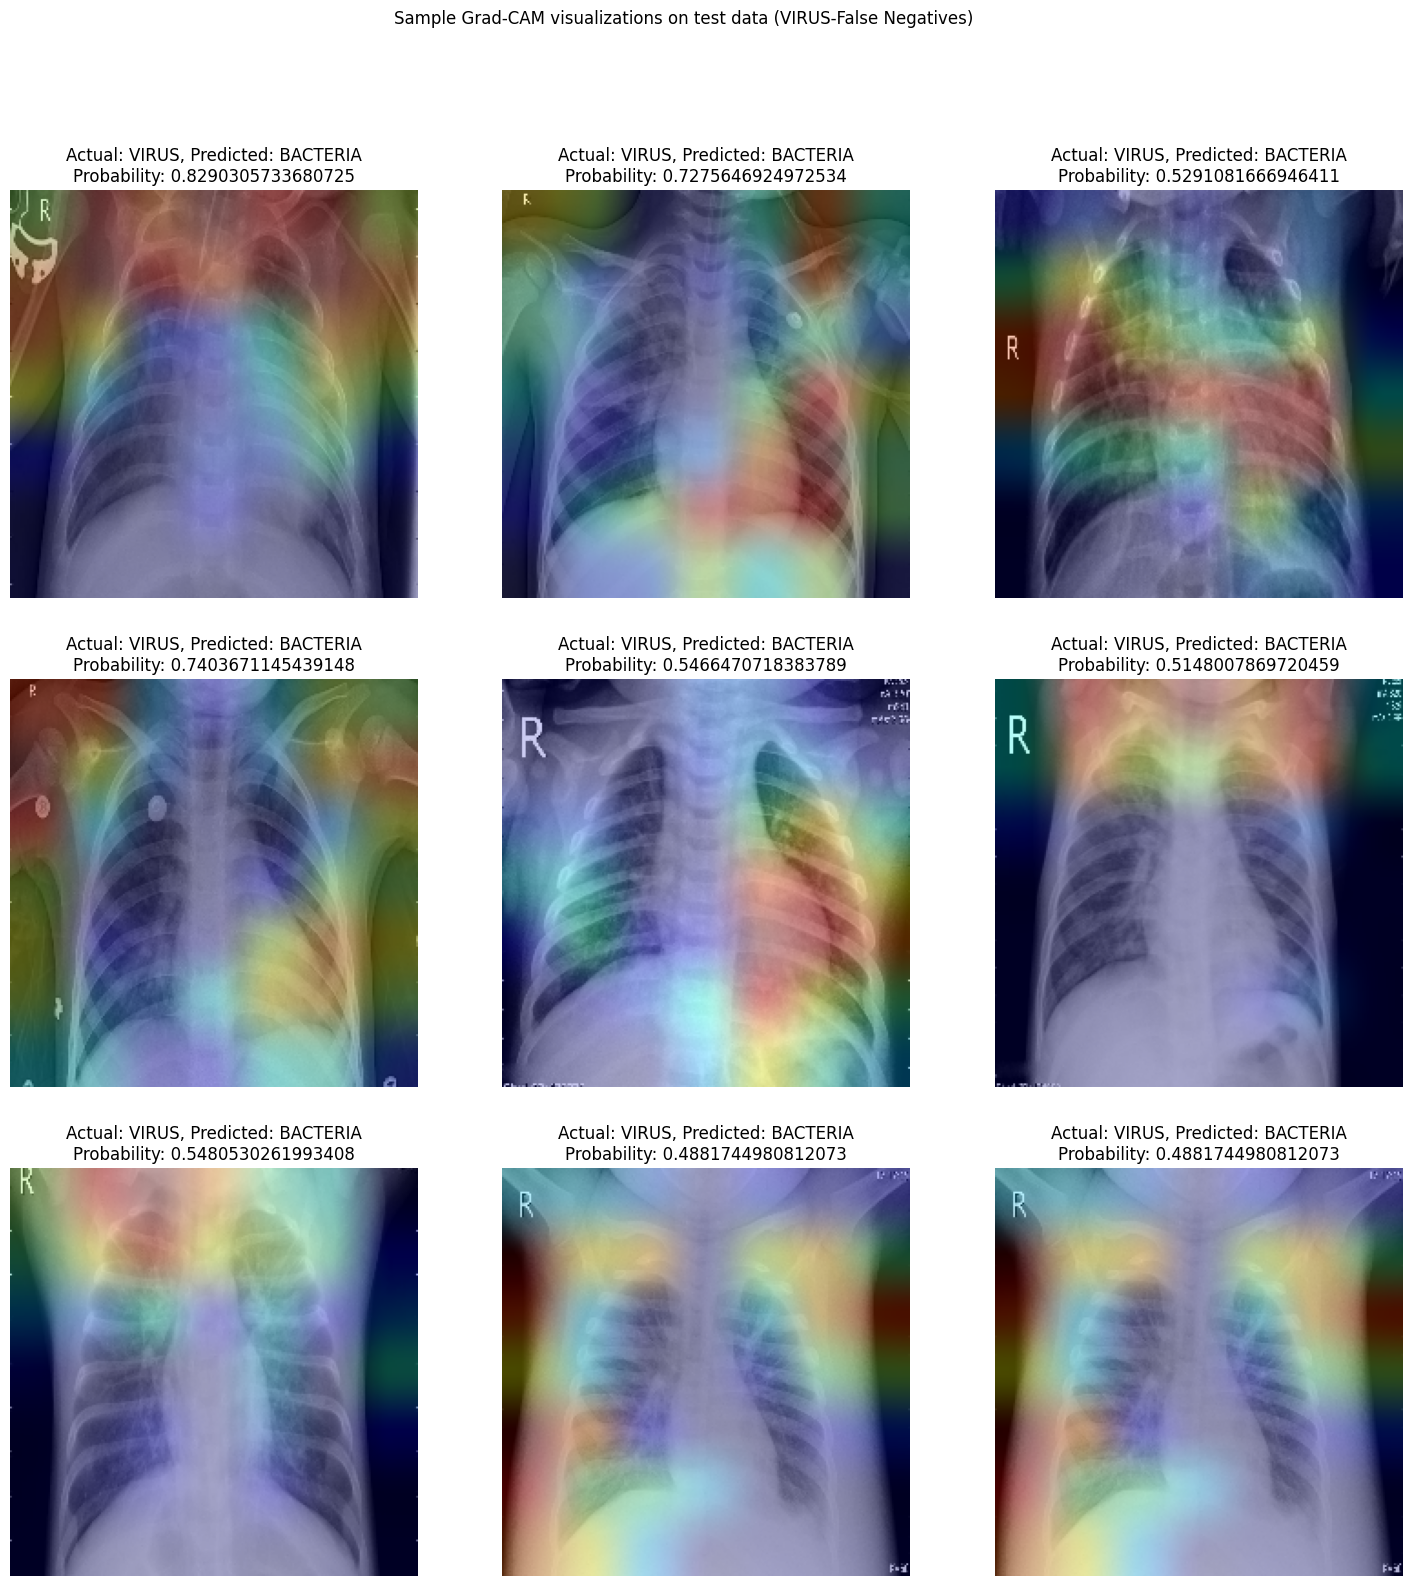 Sample Grad-CAM visualizations on test data (VIRUS-False Negatives)
Actual: VIRUS, Predicted: BACTERIA
Probability: 0.8290305733680725
R
Actual: VIRUS, Predicted: BACTERIA
Probability: 0.7275646924972534
R
Actual: VIRUS, Predicted: BACTERIA
Probability: 0.5291081666946411
R
Actual: VIRUS, Predicted: BACTERIA
Probability: 0.7403671145439148
R
Actual: VIRUS, Predicted: BACTERIA
Probability: 0.5466470718383789
R
Actual: VIRUS, Predicted: BACTERIA
Probability: 0.5148007869720459
R
Actual: VIRUS, Predicted: BACTERIA
Probability: 0.5480530261993408
R
Actual: VIRUS, Predicted: BACTERIA
Probability: 0.4881744980812073
R
Actual: VIRUS, Predicted: BACTERIA
Probability: 0.4881744980812073
R